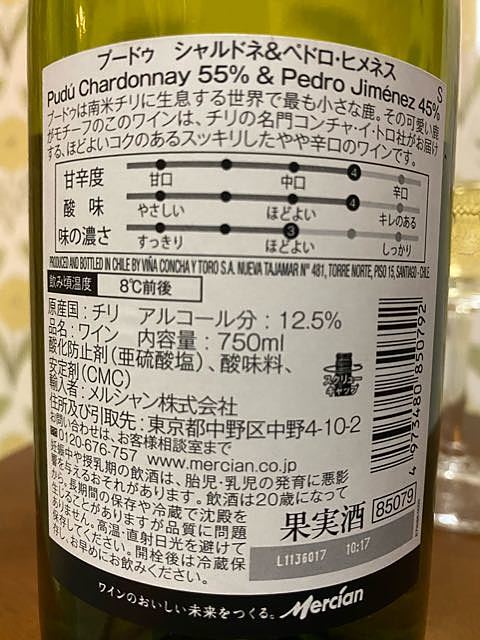 プードゥ シャルドネ&ペドロ・ヒメネス
Pudú Chardonnay 55% & Pedro Jiménez 45%
S
プードゥは南米チリに生息する世界で最も小さな鹿。その可愛い鹿
がモチーフのこのワインは、チリの名門コンチャ・イ・トロ社がお届け
する、ほどよいコクのあるスッキリしたやや辛口のワインです。
甘辛度 4
甘口 中口 辛口
酸味 4
やさしい ほどよい キレのある
味の濃さ 3
すっきり ほどよい しっかり
PRODUCED AND BOTTLED IN CHILE BY VIÑA CONCHA Y TORO S.A. NUEVA TAJAMAR N° 481, TORRE NORTE, PISO 15, SANTIAGO - CHILE
飲み頃温度 8℃前後
原産国:チリ アルコール分:12.5%
品名:ワイン 内容量:750ml
酸化防止剤(亜硫酸塩)、酸味料、
安定剤(CMC)
スクリューキャップ
輸入者:メルシャン株式会社
住所及び引取先:東京都中野区中野4-10-2
お問い合わせは、お客様相談室まで
0120-676-757 www.mercian.co.jp
妊娠中や授乳期の飲酒は、胎児・乳児の発育に悪影
響を与えるおそれがあります。飲酒は20歳になって
から。長期間の保存や冷蔵で沈殿を
生じることがありますが品質に問題
ありません。高温・直射日光を避けて
保存してください。開栓後は冷蔵保
存し、お早めにお飲みください。
4 973480 850792
果実酒
85079
L1136017 10:17
ワインのおいしい未来をつくる。 Mercian